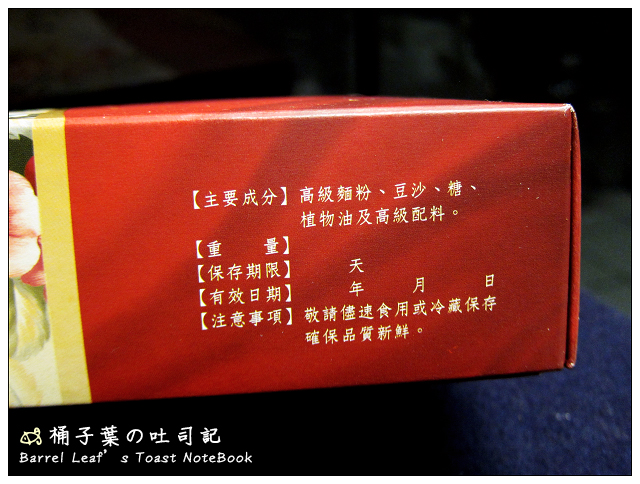 【主要成分】高級麵粉、豆沙、糖、
植物油及高級配料。
【重　　量】
【保存期限】　　　天
【有效日期】　　　年　　　月　　　日
【注意事項】敬請儘速食用或冷藏保存
確保品質新鮮。
桶子葉の吐司記
Barrel Leaf’s Toast NoteBook